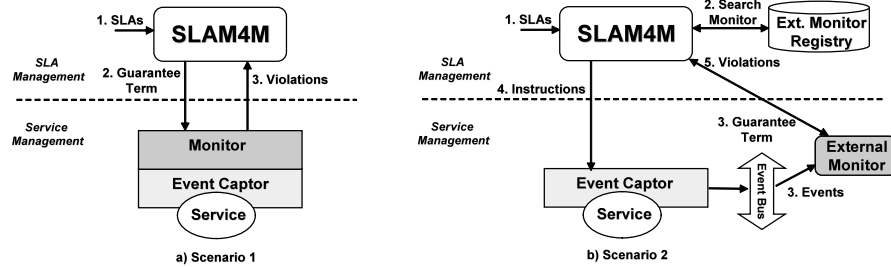 1. SLAs
SLAM4M
SLA
Management
2. Guarantee
Term
3. Violations
Service
Management
Monitor
Event Captor
Service
a) Scenario 1
1. SLAs
SLAM4M
2. Search
Monitor
Ext. Monitor
Registry
SLA
Management
5. Violations
4. Instructions
Service
Management
3. Guarantee
Term
External
Monitor
Event Captor
Service
Event Bus
3. Events
b) Scenario 2